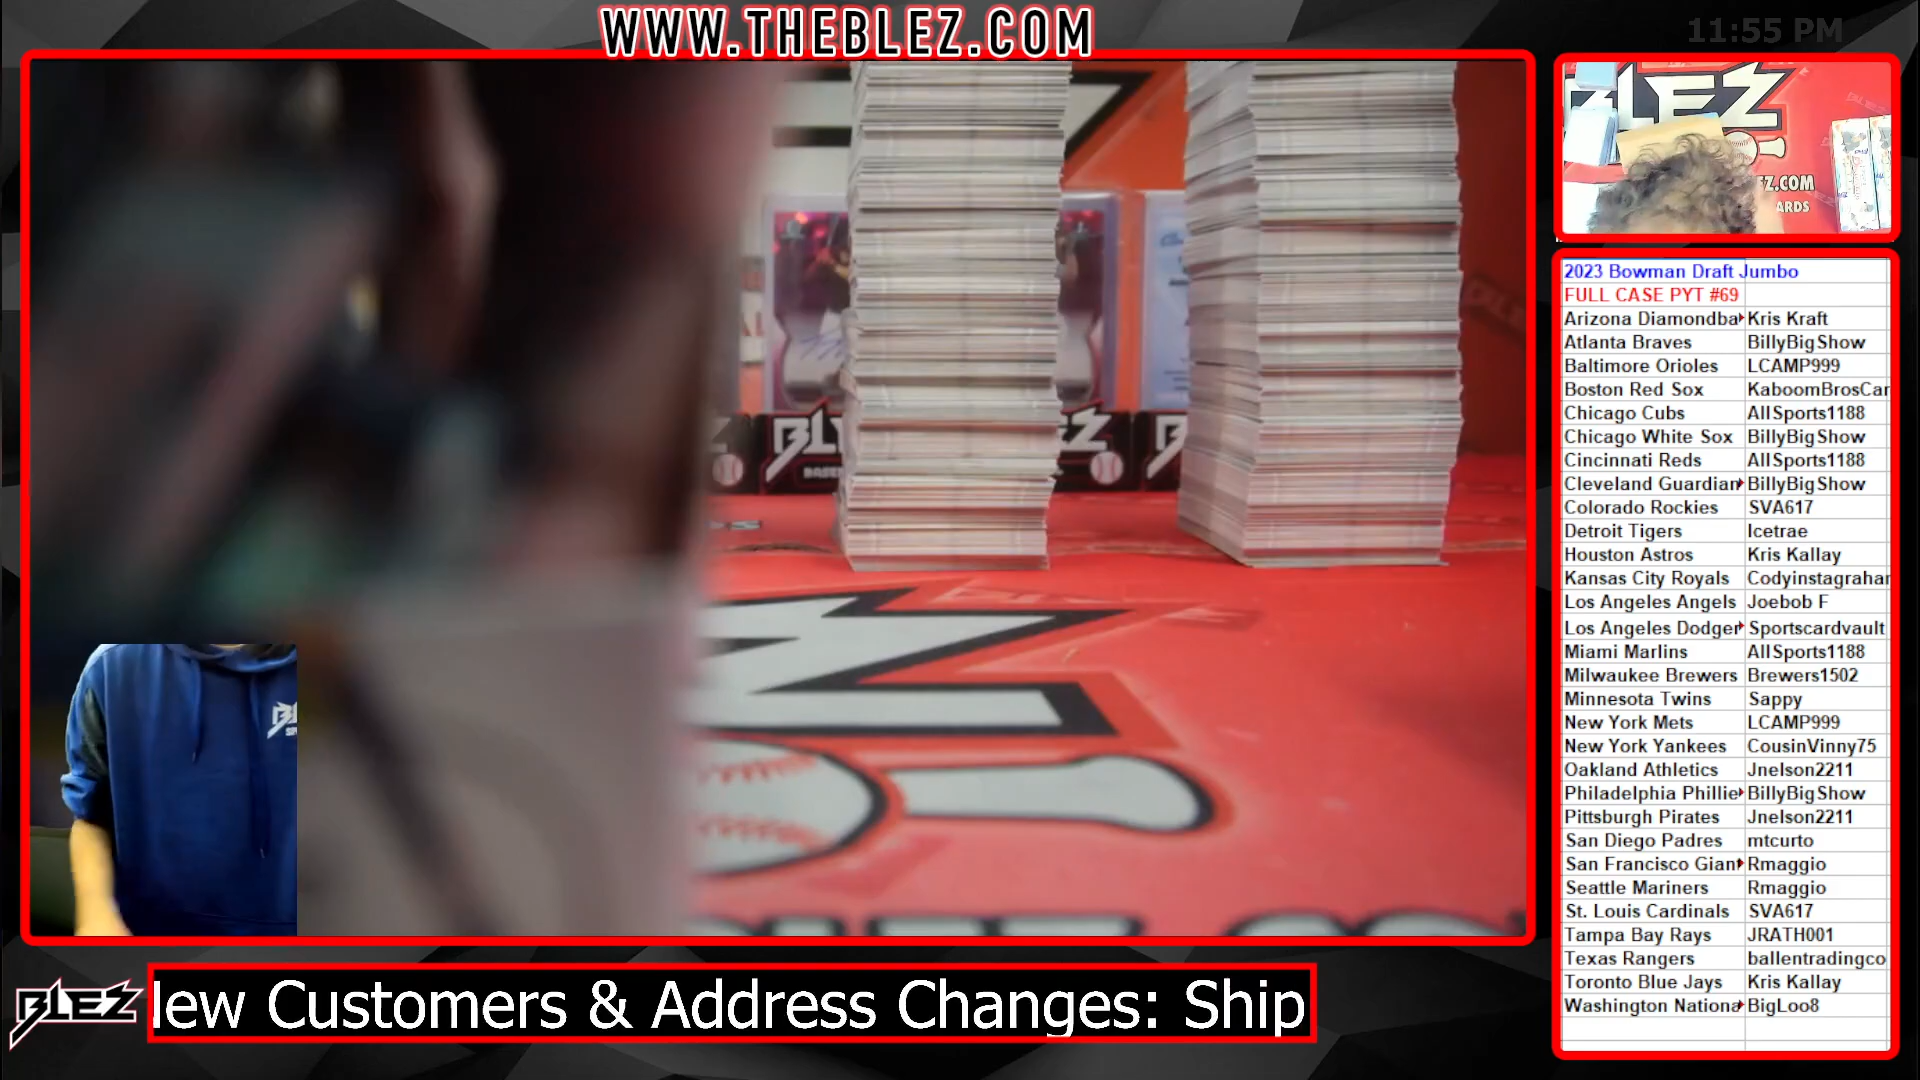 WWW.THEBLEZ.COM
11:55 PM
BLEZ
Z.COM
ARDS
2023 Bowman Draft Jumbo
FULL CASE PYT #69
Arizona Diamondba Kris Kraft
Atlanta Braves BillyBigShow
Baltimore Orioles LCAMP999
Boston Red Sox KaboomBrosCar
Chicago Cubs AllSports1188
Chicago White Sox BillyBigShow
Cincinnati Reds AllSports1188
Cleveland Guardian BillyBigShow
Colorado Rockies SVA617
Detroit Tigers Icetrae
Houston Astros Kris Kallay
Kansas City Royals Codyinstagrahar
Los Angeles Angels Joebob F
Los Angeles Dodger Sportscardvault
Miami Marlins AllSports1188
Milwaukee Brewers Brewers1502
Minnesota Twins Sappy
New York Mets LCAMP999
New York Yankees CousinVinny75
Oakland Athletics Jnelson2211
Philadelphia Phillie BillyBigShow
Pittsburgh Pirates Jnelson2211
San Diego Padres mtcurto
San Francisco Giant Rmaggio
Seattle Mariners Rmaggio
St. Louis Cardinals SVA617
Tampa Bay Rays JRATH001
Texas Rangers ballentradingco
Toronto Blue Jays Kris Kallay
Washington Nationa BigLoo8
BLEZ
lew Customers & Address Changes: Ship